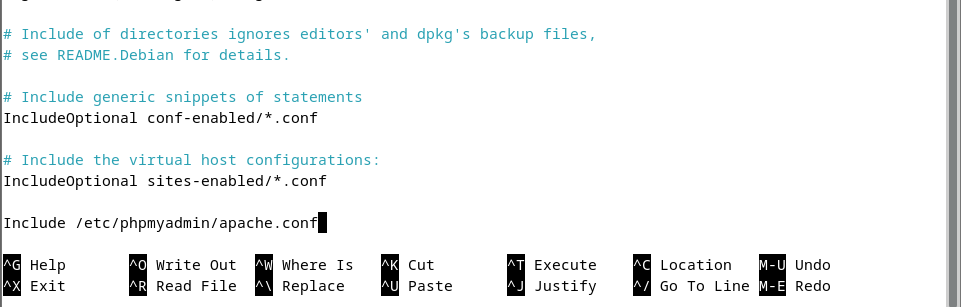 # Include of directories ignores editors' and dpkg's backup files,
# see README.Debian for details.
# Include generic snippets of statements
IncludeOptional conf-enabled/*.conf
# Include the virtual host configurations:
IncludeOptional sites-enabled/*.conf
Include /etc/phpmyadmin/apache.conf
^G Help ^O Write Out ^W Where Is ^K Cut ^T Execute ^C Location M-U Undo
^X Exit ^R Read File ^\ Replace ^U Paste ^J Justify ^/ Go To Line M-E Redo